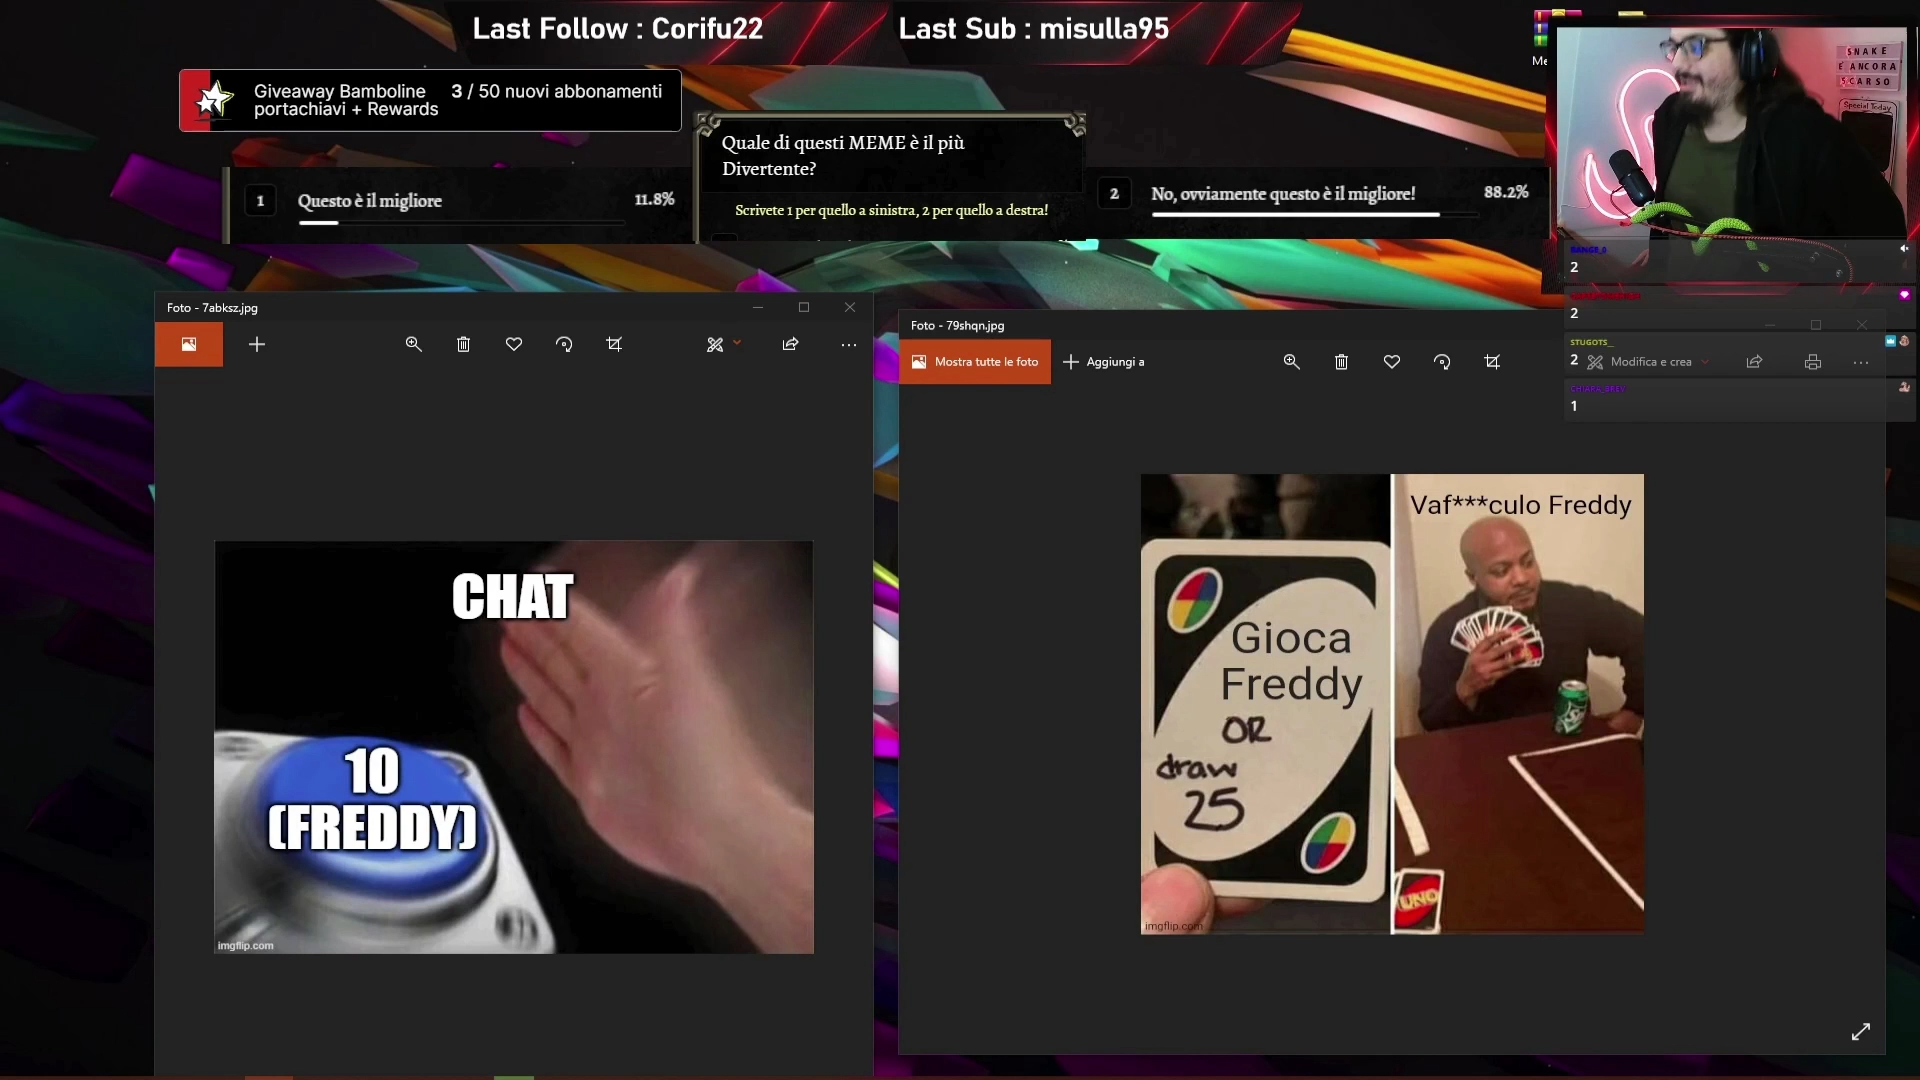 Last Follow : Corifu22
Last Sub : misulla95
Giveaway Bamboline
portachiavi + Rewards
3 / 50 nuovi abbonamenti
Quale di questi MEME è il più
Divertente?
Scrivete 1 per quello a sinistra, 2 per quello a destra!
1
Questo è il migliore
11.8%
2
No, ovviamente questo è il migliore!
88.2%
SNAKE
È ANCORA
SCARSO
Special Today
2
2
STUGOTS_
2
1
Foto - 7abksz.jpg
Foto - 79shqn.jpg
Mostra tutte le foto
Aggiungi a
Modifica e crea
CHAT
10
(FREDDY)
imgflip.com
Gioca
Freddy
OR
draw
25
Vaf***culo Freddy
UNO
imgflip.com